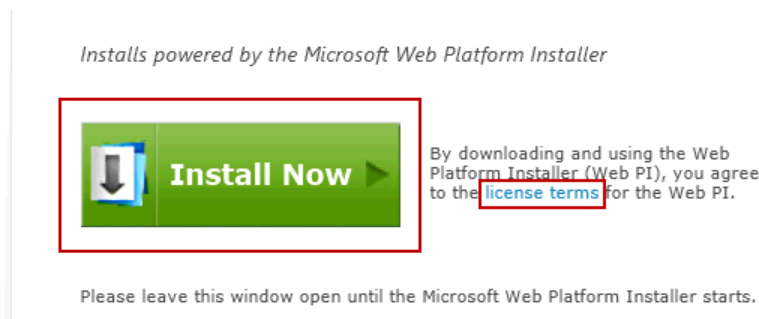 Installs powered by the Microsoft Web Platform Installer
Install Now
By downloading and using the Web
Platform Installer (Web PI), you agree
to the license terms for the Web PI.
Please leave this window open until the Microsoft Web Platform Installer starts.